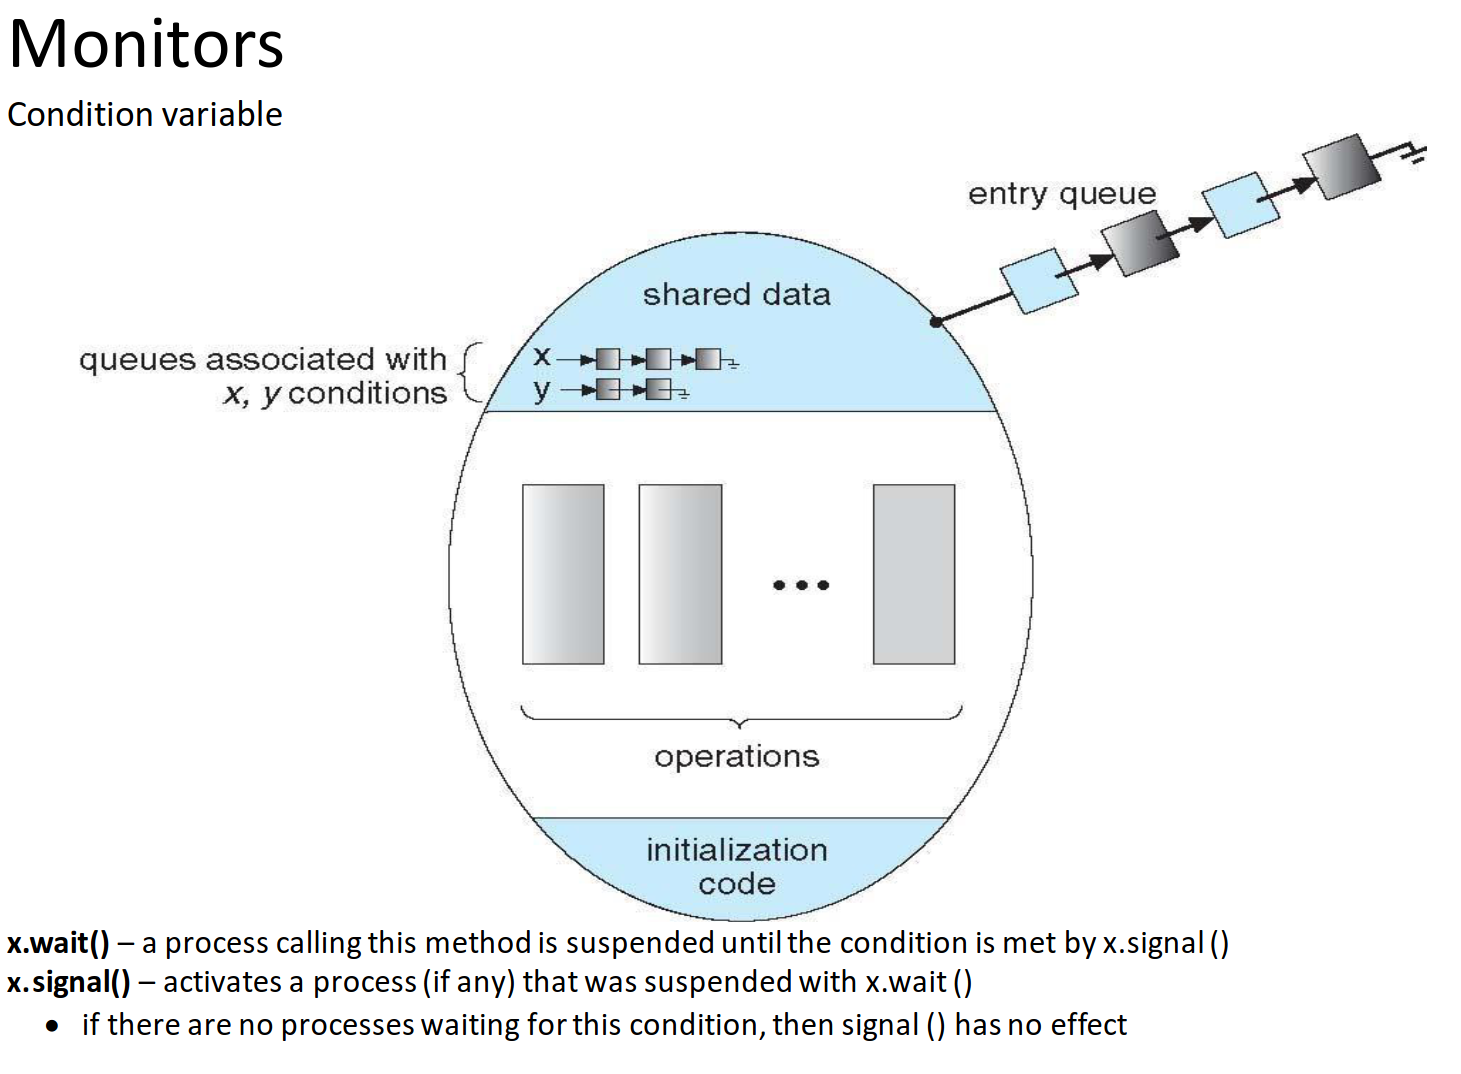 Monitors
Condition variable
entry queue
shared data
queues associated with
x, y conditions
x
y
operations
initialization
code
x.wait() – a process calling this method is suspended until the condition is met by x.signal ()
x.signal() – activates a process (if any) that was suspended with x.wait ()
• if there are no processes waiting for this condition, then signal () has no effect